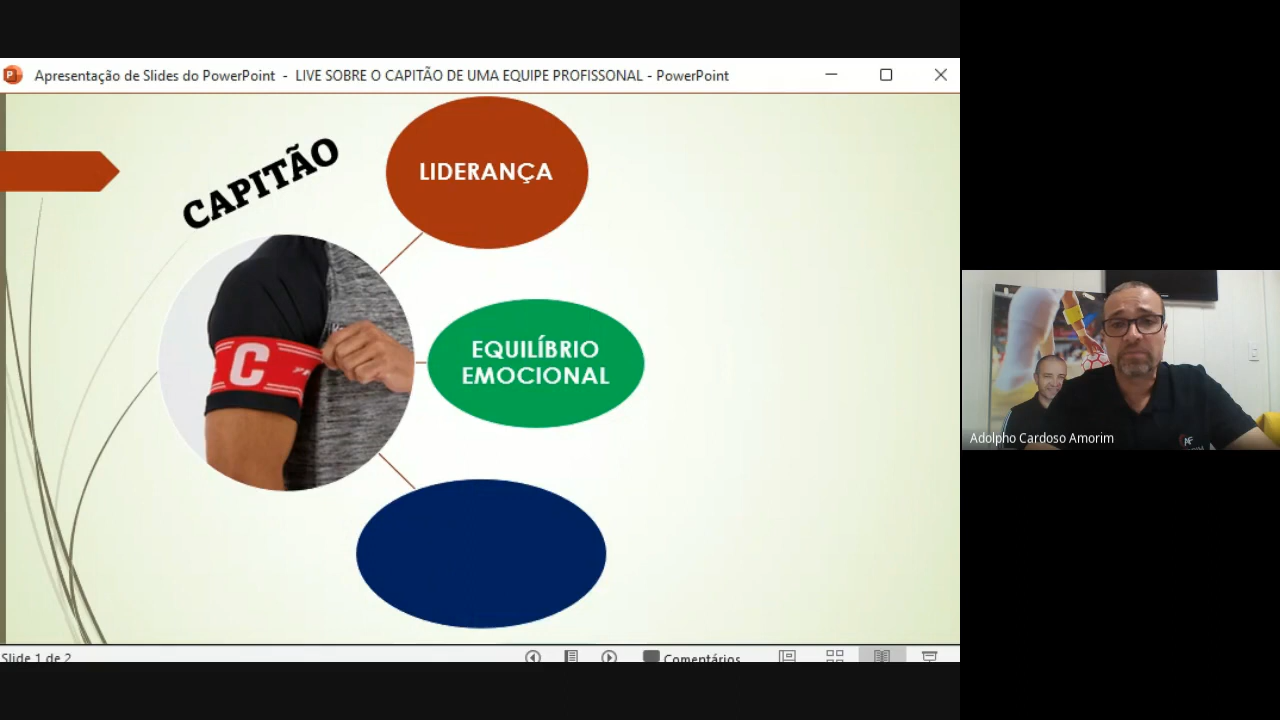 Apresentação de Slides do PowerPoint - LIVE SOBRE O CAPITÃO DE UMA EQUIPE PROFISSONAL - PowerPoint
CAPITÃO
LIDERANÇA
C
EQUILÍBRIO
EMOCIONAL
Adolpho Cardoso Amorim
Slide 1 de 2
Comentários